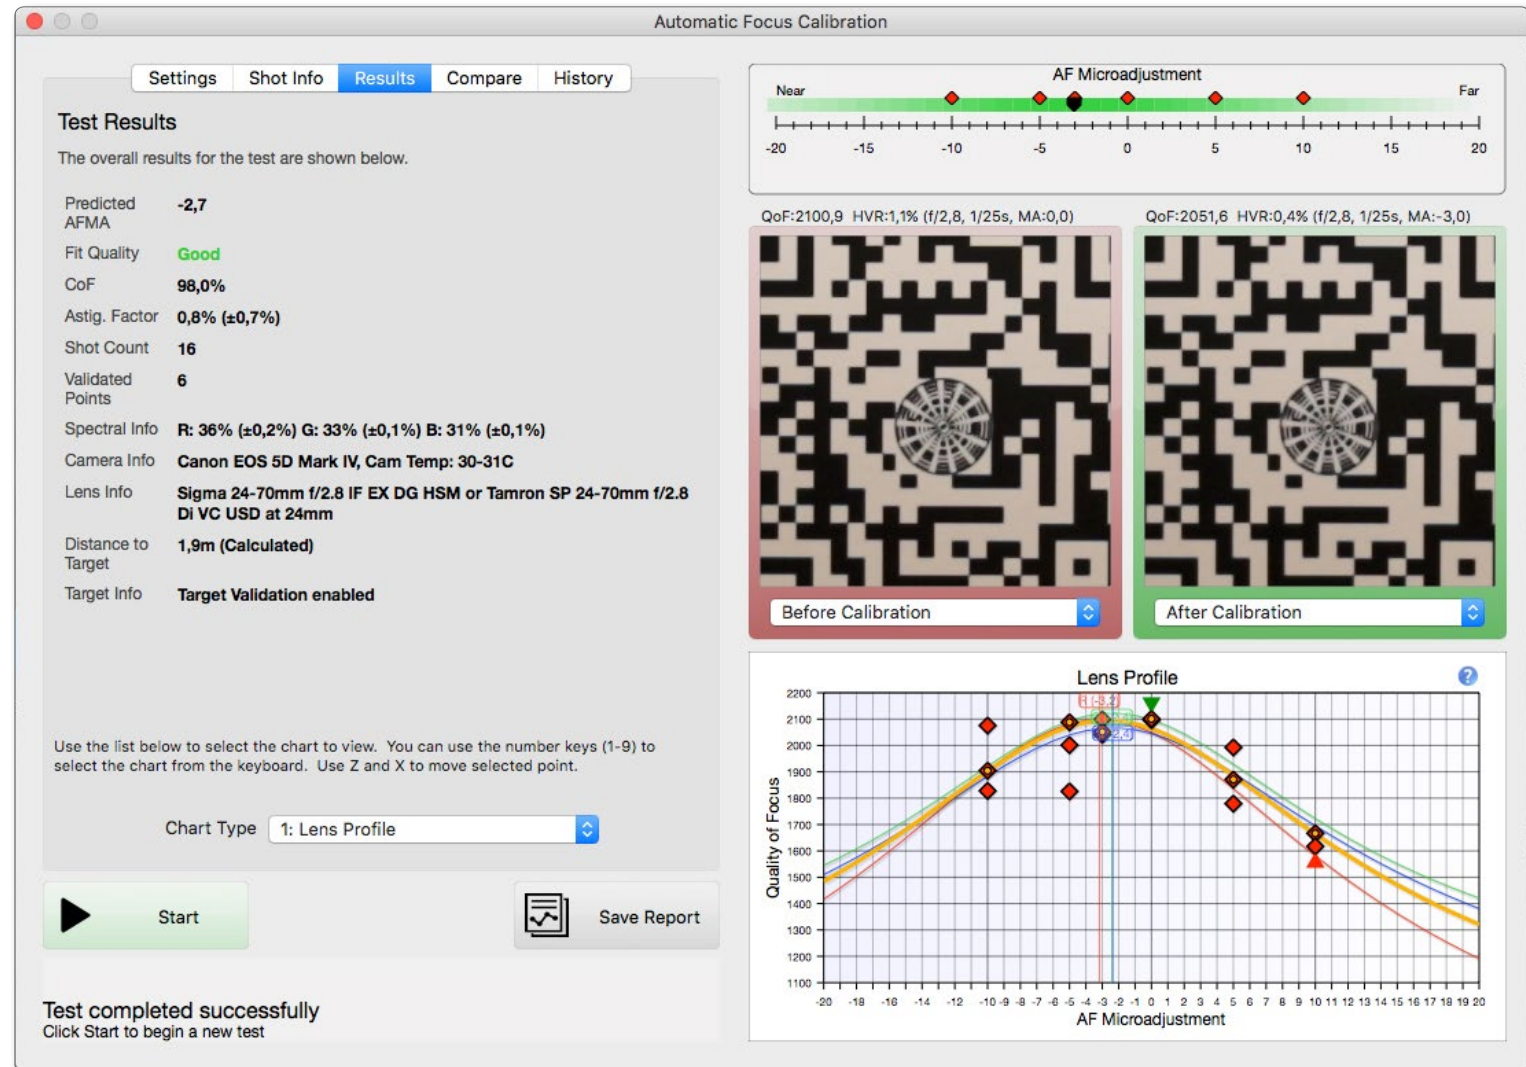 Automatic Focus Calibration
Settings Shot Info Results Compare History
Test Results
The overall results for the test are shown below.
Predicted AFMA -2,7
Fit Quality Good
CoF 98,0%
Astig. Factor 0,8% (±0,7%)
Shot Count 16
Validated Points 6
Spectral Info R: 36% (±0,2%) G: 33% (±0,1%) B: 31% (±0,1%)
Camera Info Canon EOS 5D Mark IV, Cam Temp: 30-31C
Lens Info Sigma 24-70mm f/2.8 IF EX DG HSM or Tamron SP 24-70mm f/2.8
Di VC USD at 24mm
Distance to Target 1,9m (Calculated)
Target Info Target Validation enabled
Use the list below to select the chart to view. You can use the number keys (1-9) to
select the chart from the keyboard. Use Z and X to move selected point.
Chart Type 1: Lens Profile
Start
Save Report
Test completed successfully
Click Start to begin a new test
AF Microadjustment
Near Far
-20 -15 -10 -5 0 5 10 15 20
QoF:2100,9 HVR:1,1% (f/2,8, 1/25s, MA:0,0)
QoF:2051,6 HVR:0,4% (f/2,8, 1/25s, MA:-3,0)
Before Calibration
After Calibration
Lens Profile
?
Quality of Focus
2200
2100
2000
1900
1800
1700
1600
1500
1400
1300
1200
1100
R (-3,2)
-20 -18 -16 -14 -12 -10 -9 -8 -7 -6 -5 -4 -3 -2 -1 0 1 2 3 4 5 6 7 8 9 10 11 12 13 14 15 16 17 18 19 20
AF Microadjustment